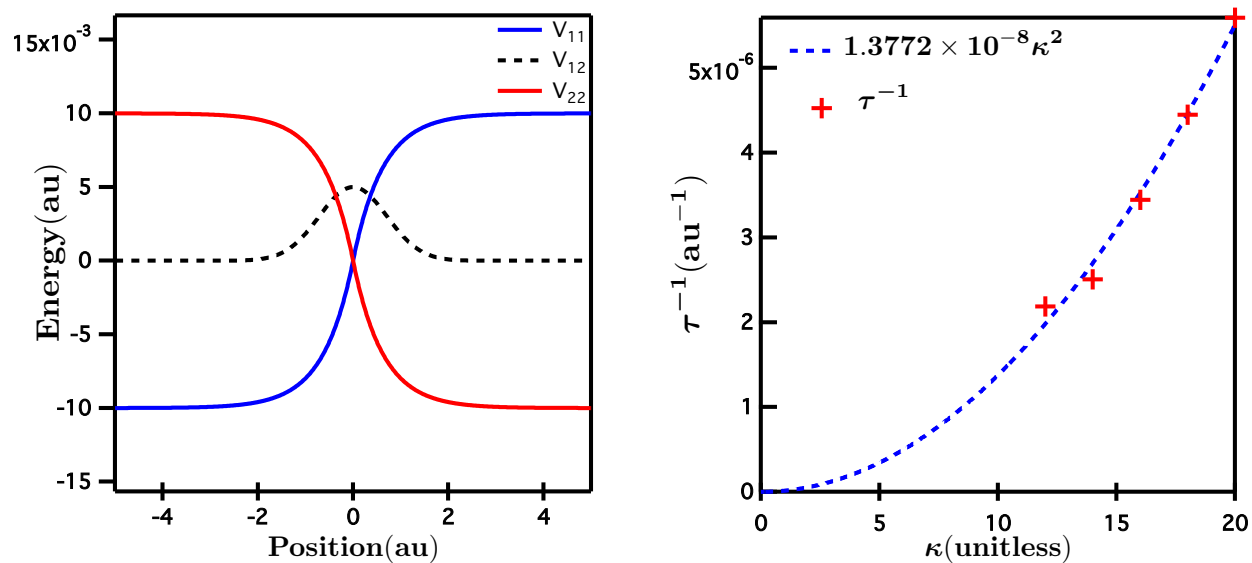 15x10⁻³
10
5
0
-5
-10
-15
Energy(au)
-4
-2
0
2
4
Position(au)
V₁₁
V₁₂
V₂₂
5x10⁻⁶
4
3
2
1
0
τ⁻¹(au⁻¹)
0
5
10
15
20
κ(unitless)
1.3772 × 10⁻⁸κ²
τ⁻¹